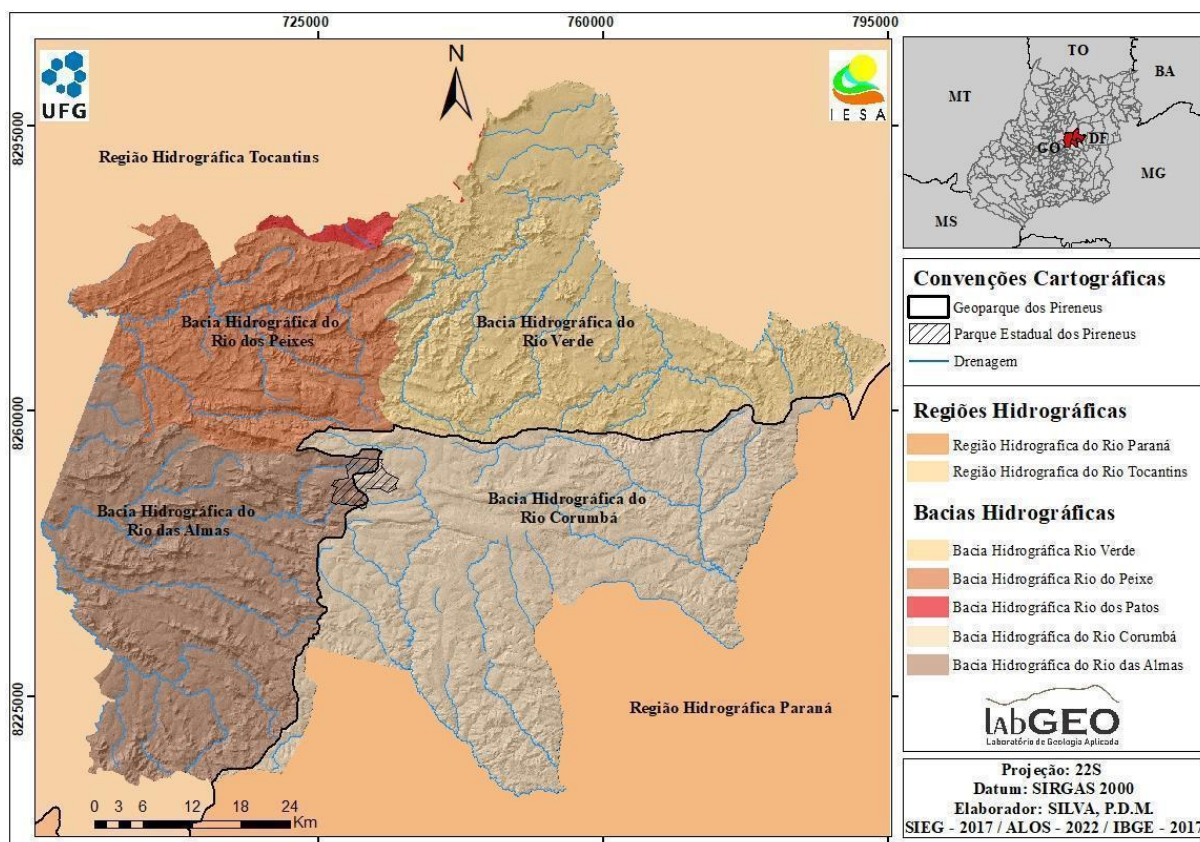 725000
760000
795000
8295000
8260000
8225000
UFG
N
IESA
Região Hidrográfica Tocantins
Bacia Hidrográfica do
Rio dos Peixes
Bacia Hidrográfica do
Rio Verde
Bacia Hidrográfica do
Rio das Almas
Bacia Hidrográfica do
Rio Corumbá
Região Hidrográfica Paraná
0 3 6 12 18 24
Km
TO
BA
MT
DF
GO
MG
MS
Convenções Cartográficas
Geoparque dos Pireneus
Parque Estadual dos Pireneus
Drenagem
Regiões Hidrográficas
Região Hidrografica do Rio Paraná
Região Hidrografica do Rio Tocantins
Bacias Hidrográficas
Bacia Hidrográfica Rio Verde
Bacia Hidrográfica Rio do Peixe
Bacia Hidrográfica Rio dos Patos
Bacia Hidrográfica do Rio Corumbá
Bacia Hidrográfica do Rio das Almas
labGEO
Laboratório de Geologia Aplicada
Projeção: 22S
Datum: SIRGAS 2000
Elaborador: SILVA, P.D.M.
SIEG - 2017 / ALOS - 2022 / IBGE - 2017